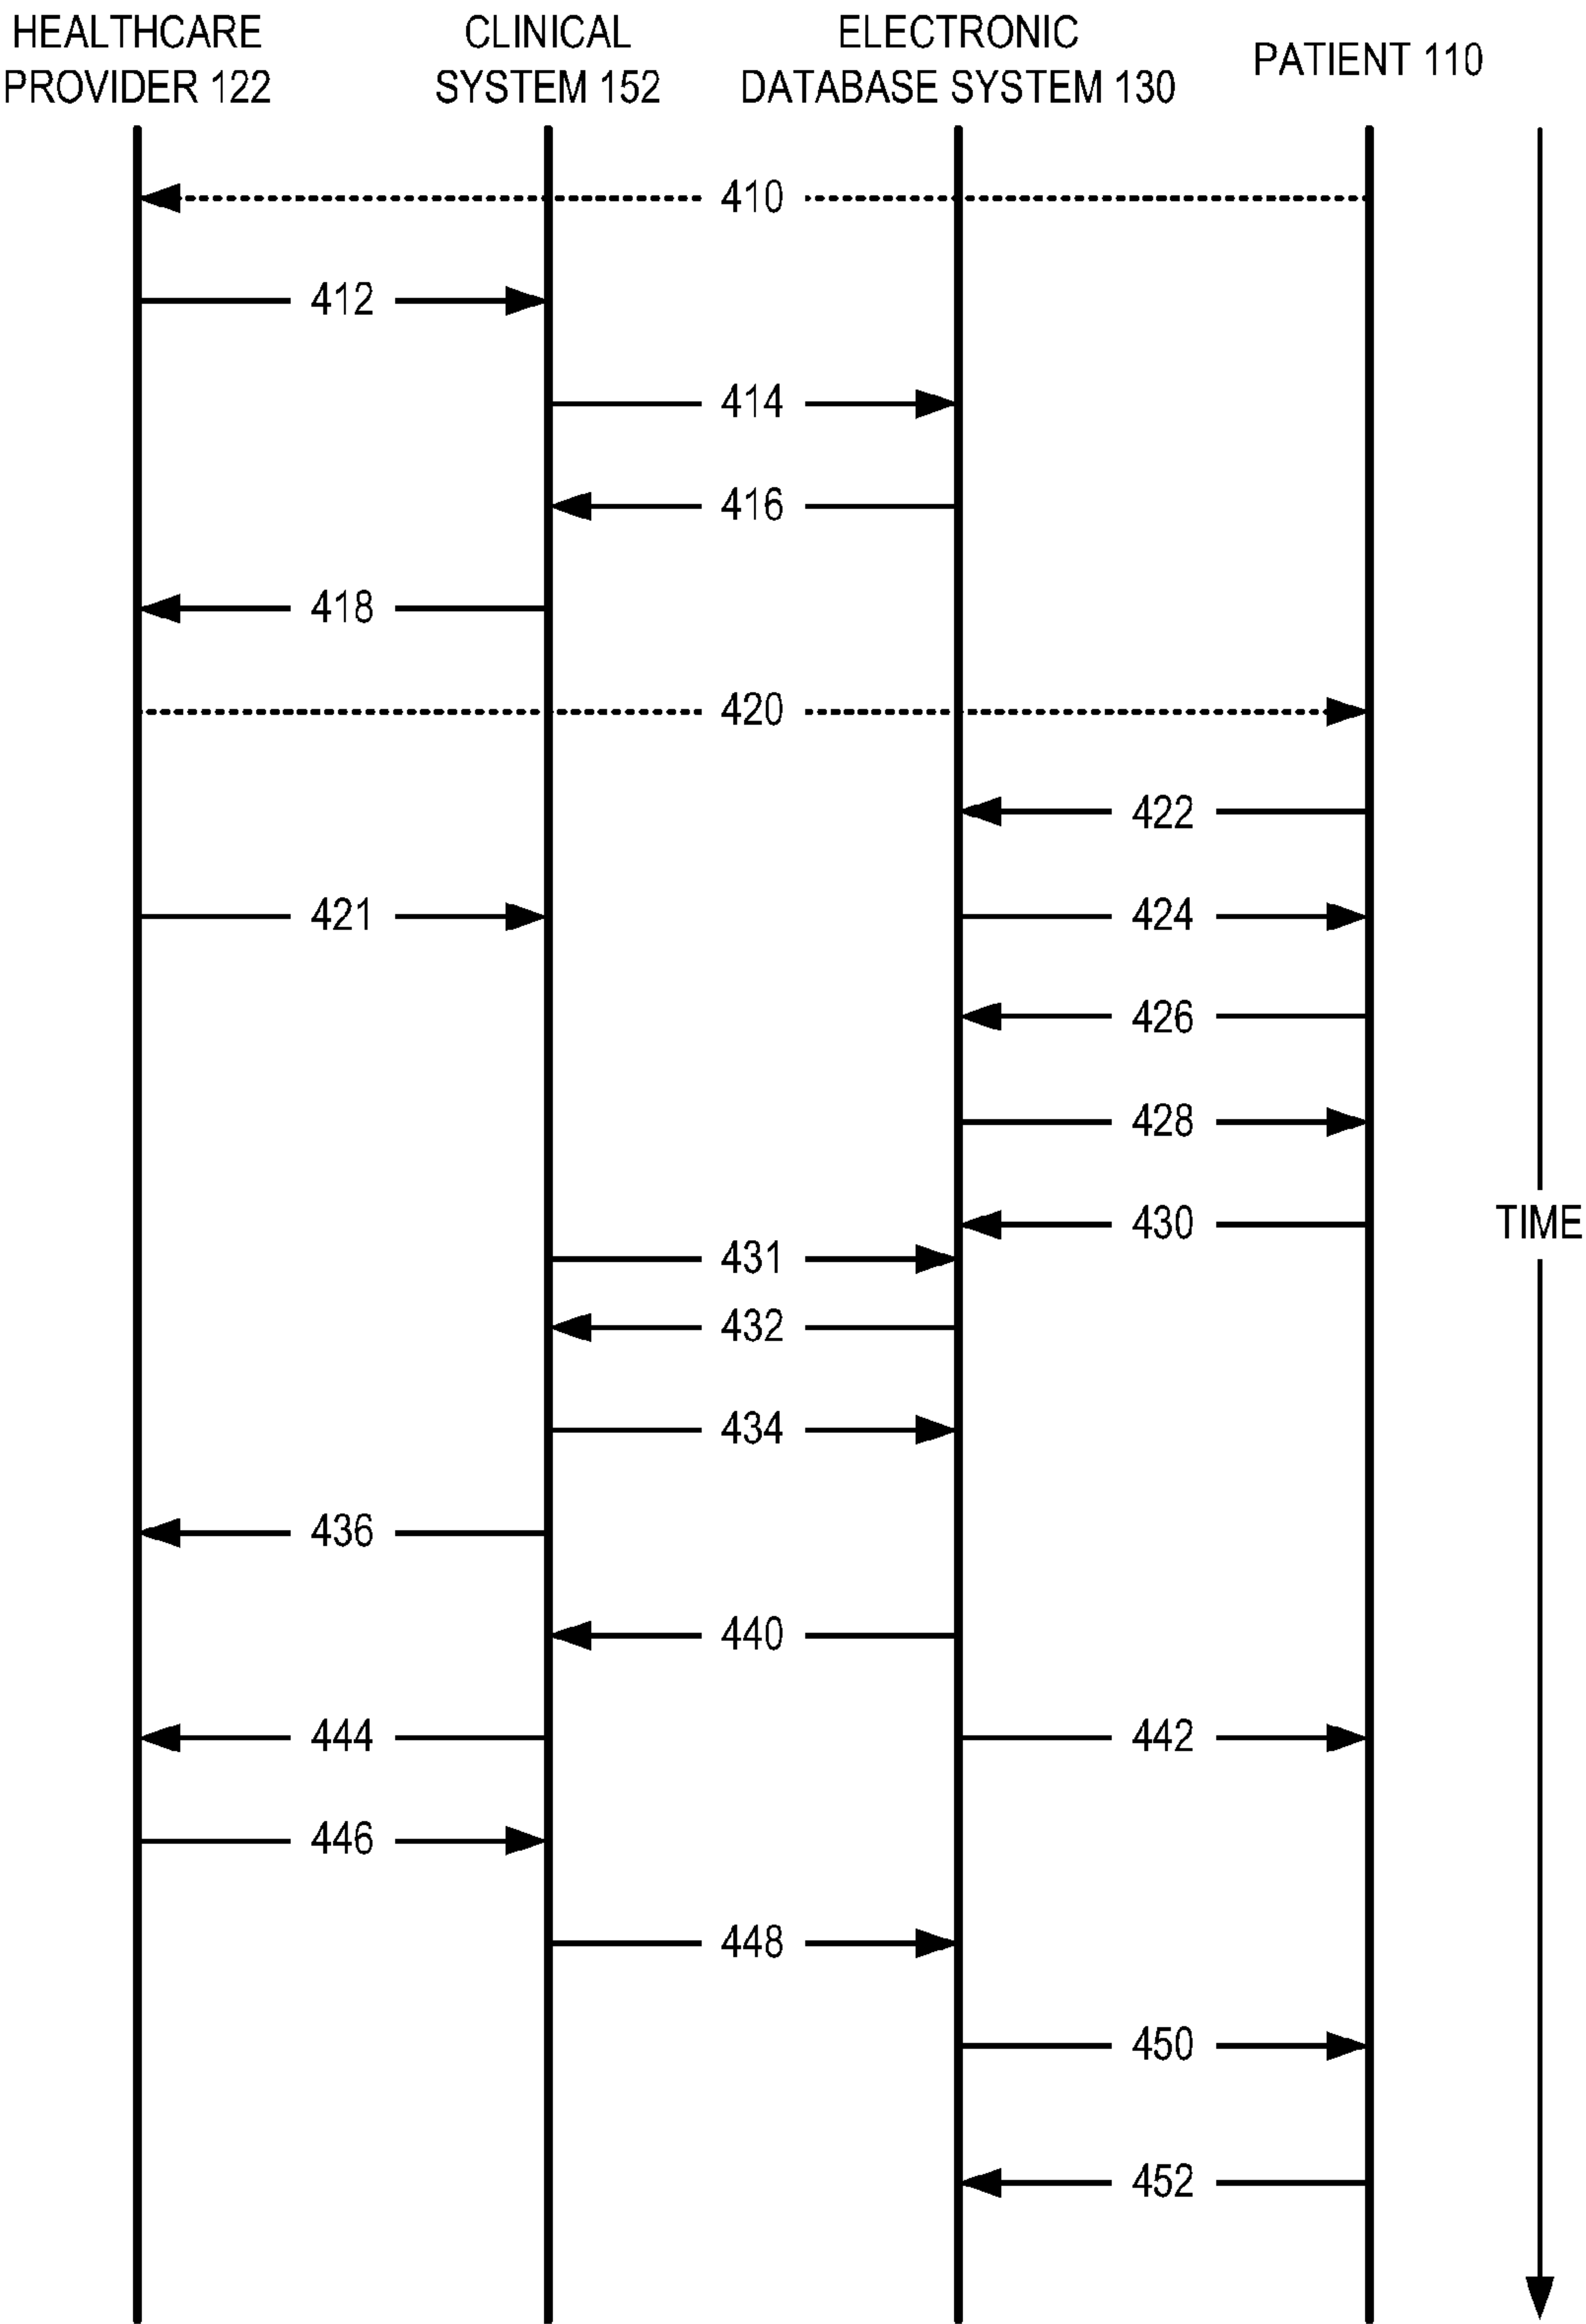 HEALTHCARE
PROVIDER 122
CLINICAL
SYSTEM 152
ELECTRONIC
DATABASE SYSTEM 130
PATIENT 110
410
412
414
416
418
420
422
421
424
426
428
430
TIME
431
432
434
436
440
444
442
446
448
450
452